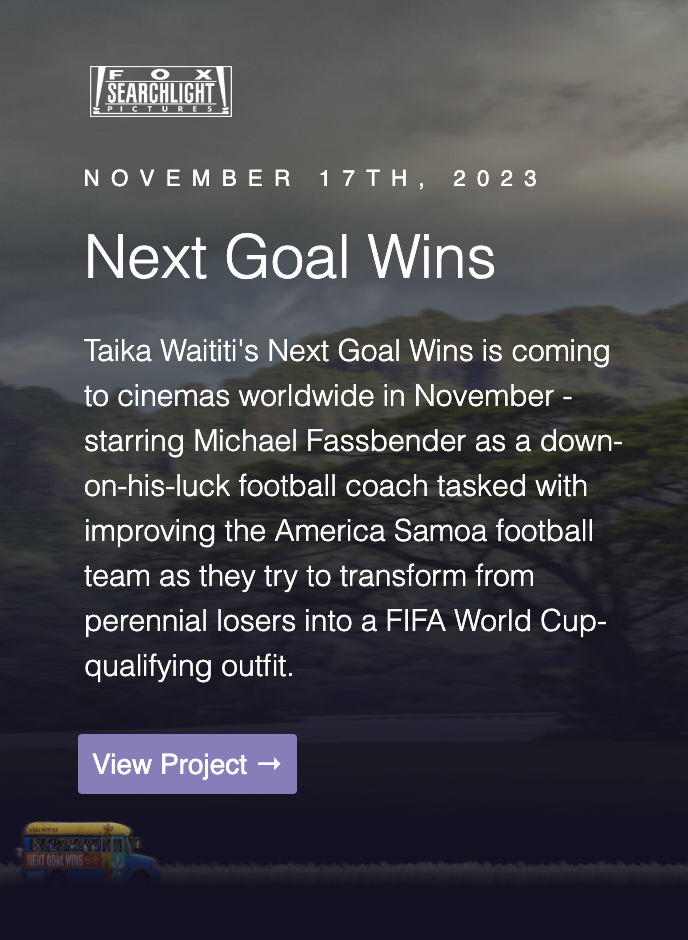 FOX
SEARCHLIGHT
PICTURES
NOVEMBER 17TH, 2023
Next Goal Wins
Taika Waititi's Next Goal Wins is coming
to cinemas worldwide in November -
starring Michael Fassbender as a down-
on-his-luck football coach tasked with
improving the America Samoa football
team as they try to transform from
perennial losers into a FIFA World Cup-
qualifying outfit.
View Project →
NEXT GOAL WINS